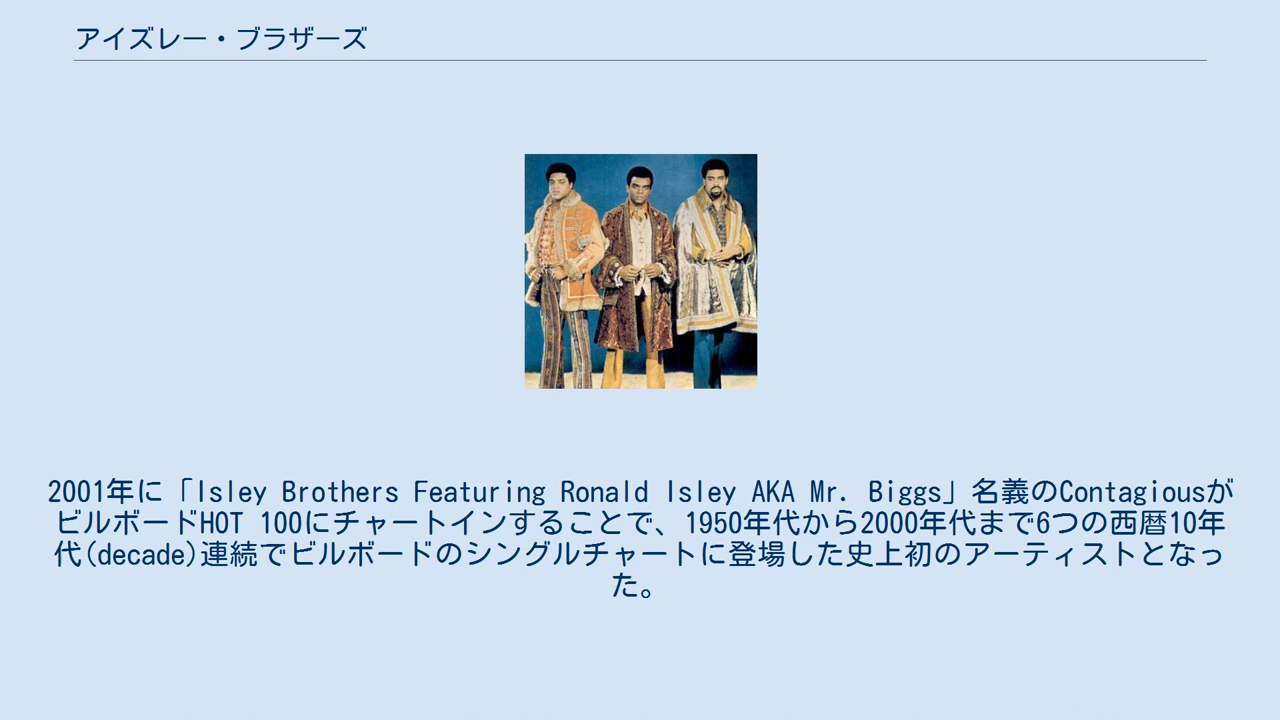 アイズレー・ブラザーズ
2001年に「Isley Brothers Featuring Ronald Isley AKA Mr. Biggs」名義のContagiousが
ビルボードHOT 100にチャートインすることで、1950年代から2000年代まで6つの西暦10年
代(decade)連続でビルボードのシングルチャートに登場した史上初のアーティストとなっ
た。